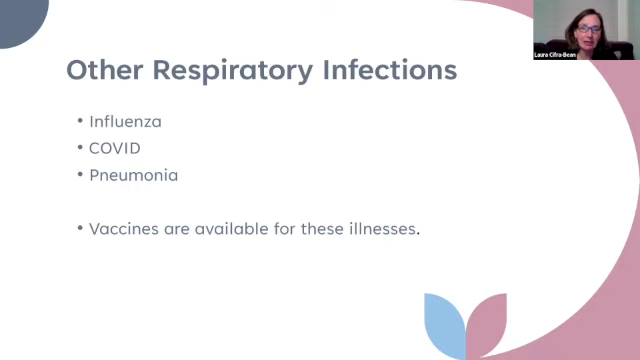 Other Respiratory Infections
• Influenza
• COVID
• Pneumonia
• Vaccines are available for these illnesses.
Laura Cifra-Bean